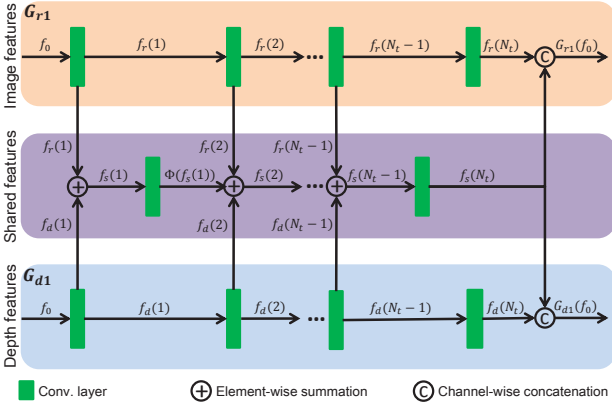 Image features
G_{r1}
f_0
f_r(1)
f_r(2)
...
f_r(N_t − 1)
f_r(N_t)
C
G_{r1}(f_0)
f_r(1)
f_r(2)
f_r(N_t − 1)
Shared features
+
f_s(1)
Φ(f_s(1))
+
f_s(2)
...
+
f_s(N_t − 1)
f_s(N_t)
f_d(1)
f_d(2)
f_d(N_t − 1)
Depth features
G_{d1}
f_0
f_d(1)
f_d(2)
...
f_d(N_t − 1)
f_d(N_t)
C
G_{d1}(f_0)
Conv. layer
+ Element-wise summation
C Channel-wise concatenation